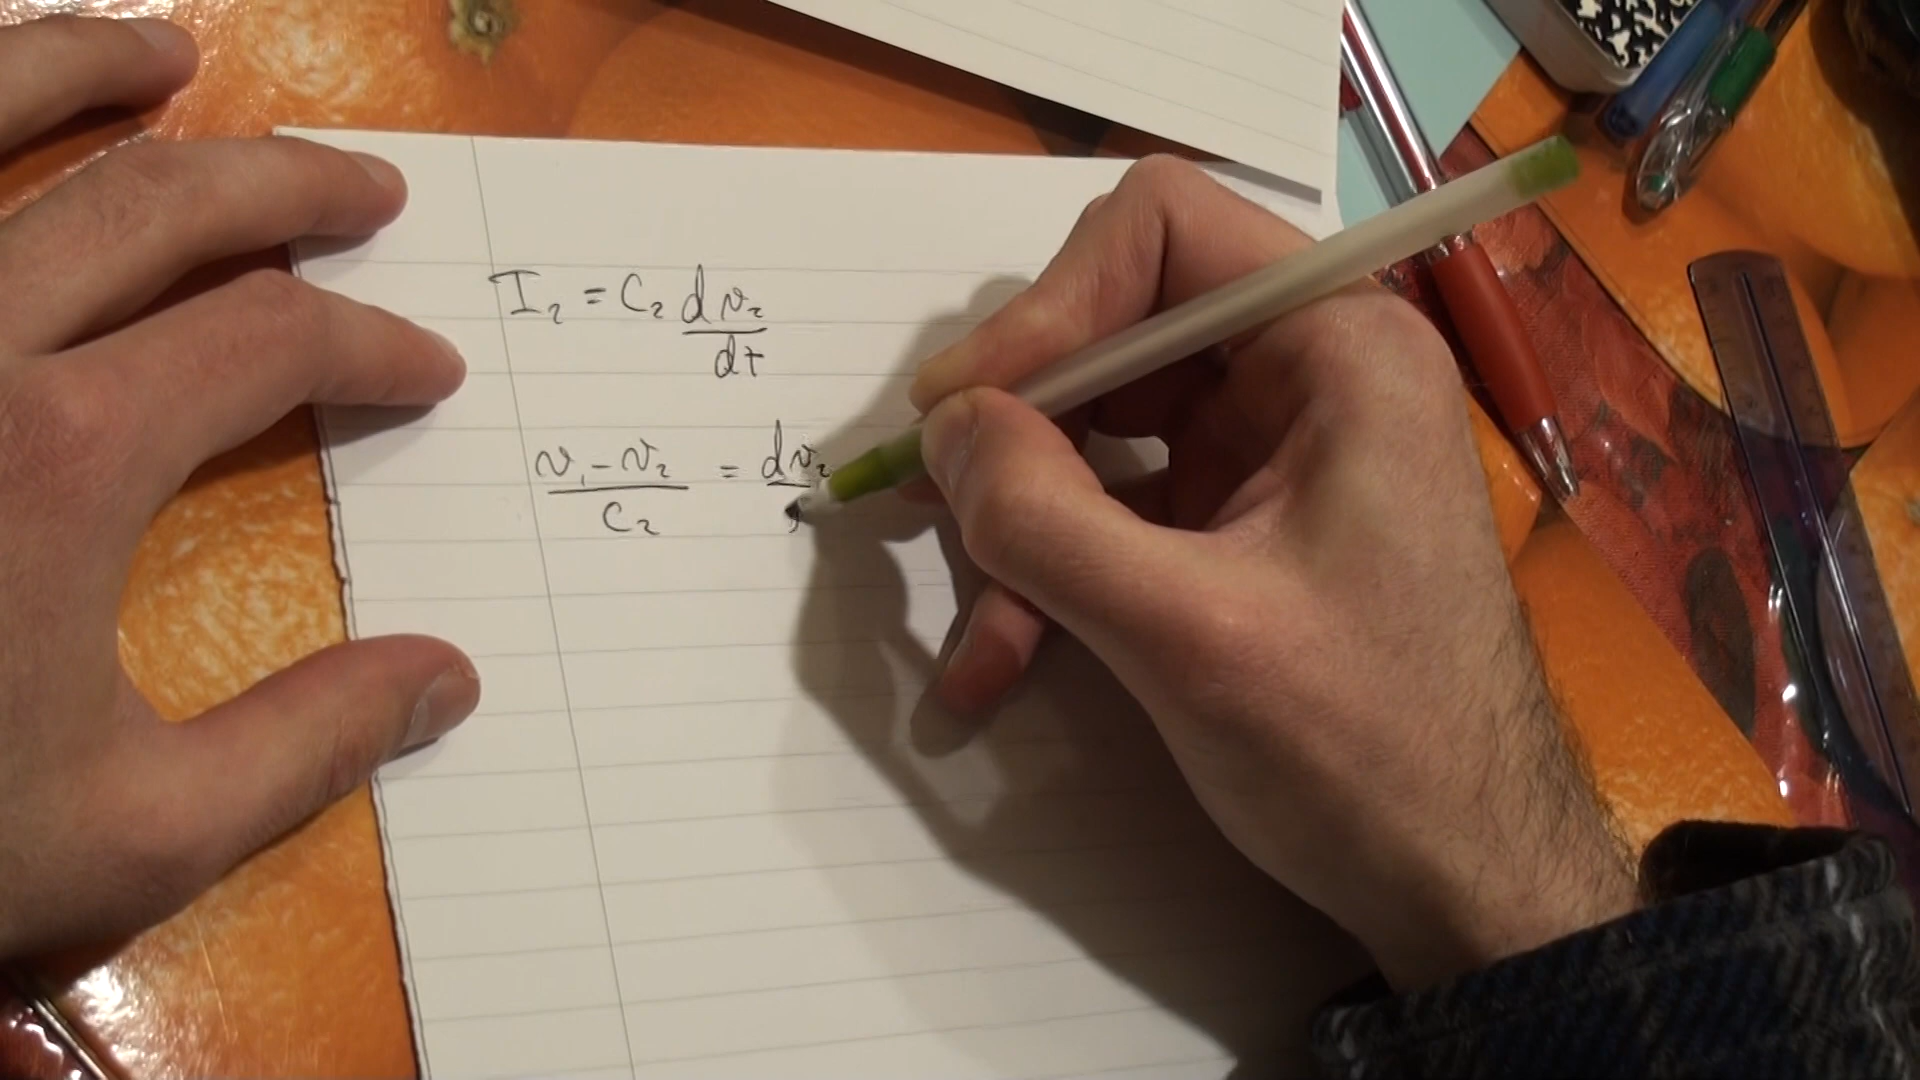 I₂ = C₂ dv₂/dt
(v₁ - v₂)/C₂ = dv₂/